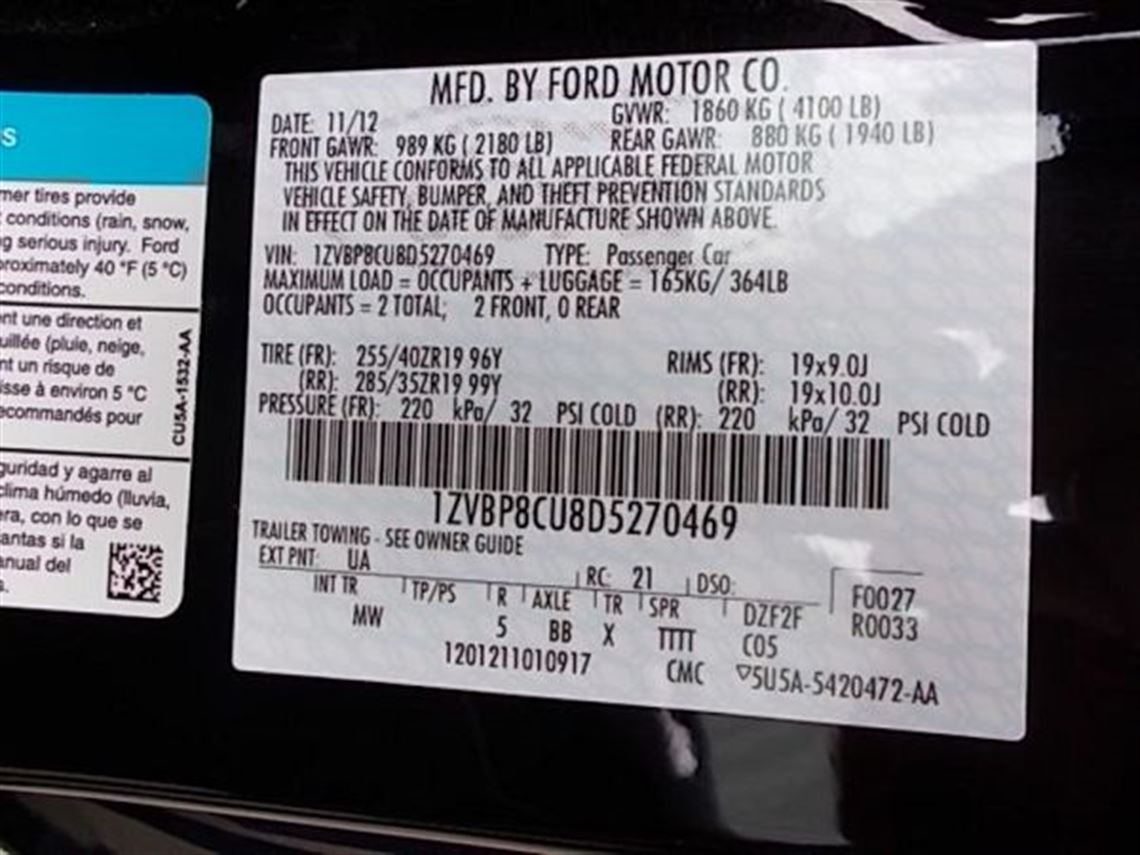 S
mer tires provide
conditions (rain, snow,
g serious injury. Ford
proximately 40 °F (5 °C)
conditions.
nt une direction et
uillée (pluie, neige,
nt un risque de
isse à environ 5 °C
ecommandés pour
guridad y agarre al
clima húmedo (lluvia,
era, con lo que se
antas si la
anual del
s.
CU5A-1532-AA
MFD. BY FORD MOTOR CO.
DATE: 11/12 GVWR: 1860 KG ( 4100 LB)
FRONT GAWR: 989 KG ( 2180 LB) REAR GAWR: 880 KG ( 1940 LB)
THIS VEHICLE CONFORMS TO ALL APPLICABLE FEDERAL MOTOR
VEHICLE SAFETY, BUMPER, AND THEFT PREVENTION STANDARDS
IN EFFECT ON THE DATE OF MANUFACTURE SHOWN ABOVE.
VIN: 1ZVBP8CU8D5270469 TYPE: Passenger Car
MAXIMUM LOAD = OCCUPANTS + LUGGAGE = 165KG/ 364LB
OCCUPANTS = 2 TOTAL; 2 FRONT, 0 REAR
TIRE (FR): 255/40ZR19 96Y RIMS (FR): 19x9.0J
(RR): 285/35ZR19 99Y (RR): 19x10.0J
PRESSURE (FR): 220 kPa/ 32 PSI COLD (RR): 220 kPa/ 32 PSI COLD
1ZVBP8CU8D5270469
TRAILER TOWING - SEE OWNER GUIDE
EXT PNT: UA RC: 21 DSO: F0027
INT TR TP/PS R AXLE TR SPR DZF2F R0033
MW 5 BB X TTTT C05
1201211010917 CMC ▽5U5A-5420472-AA